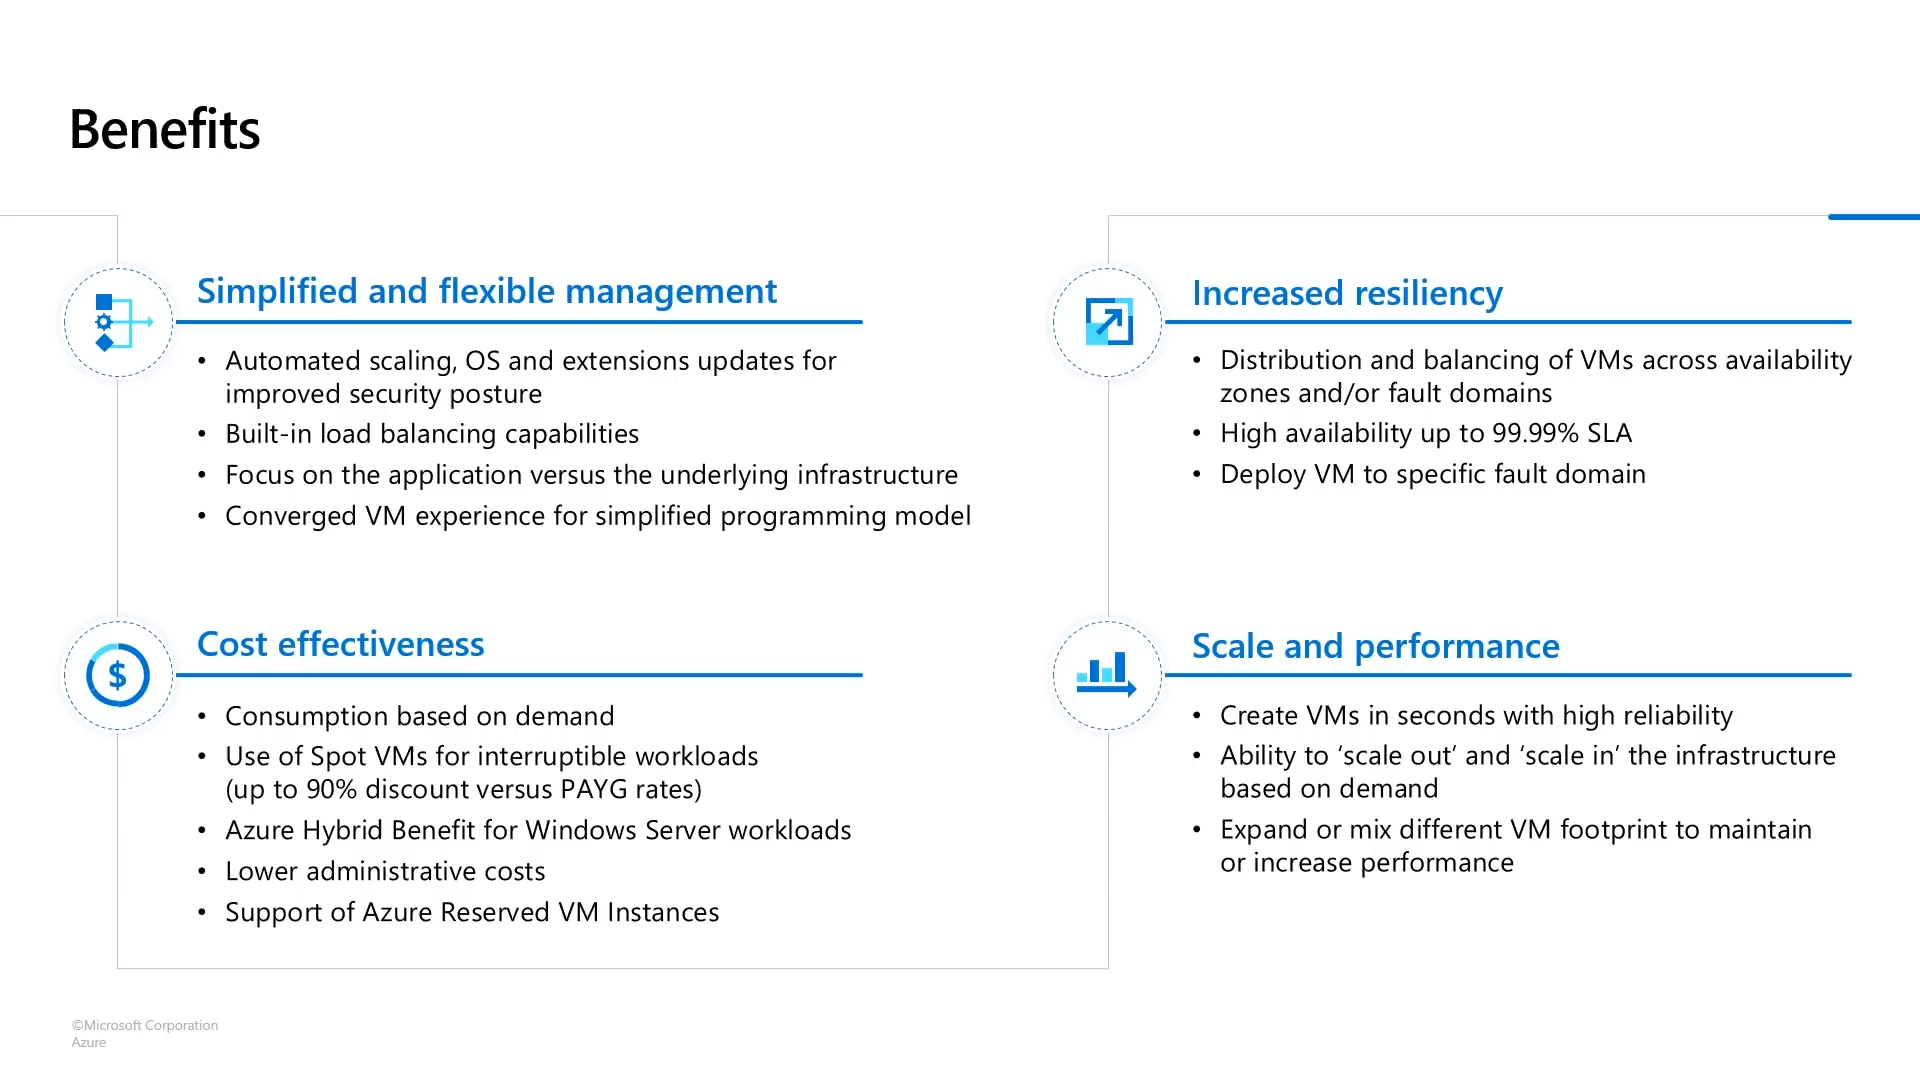 Benefits
Simplified and flexible management
• Automated scaling, OS and extensions updates for
improved security posture
• Built-in load balancing capabilities
• Focus on the application versus the underlying infrastructure
• Converged VM experience for simplified programming model
Cost effectiveness
$
• Consumption based on demand
• Use of Spot VMs for interruptible workloads
(up to 90% discount versus PAYG rates)
• Azure Hybrid Benefit for Windows Server workloads
• Lower administrative costs
• Support of Azure Reserved VM Instances
Increased resiliency
• Distribution and balancing of VMs across availability
zones and/or fault domains
• High availability up to 99.99% SLA
• Deploy VM to specific fault domain
Scale and performance
• Create VMs in seconds with high reliability
• Ability to ‘scale out’ and ‘scale in’ the infrastructure
based on demand
• Expand or mix different VM footprint to maintain
or increase performance
©Microsoft Corporation
Azure